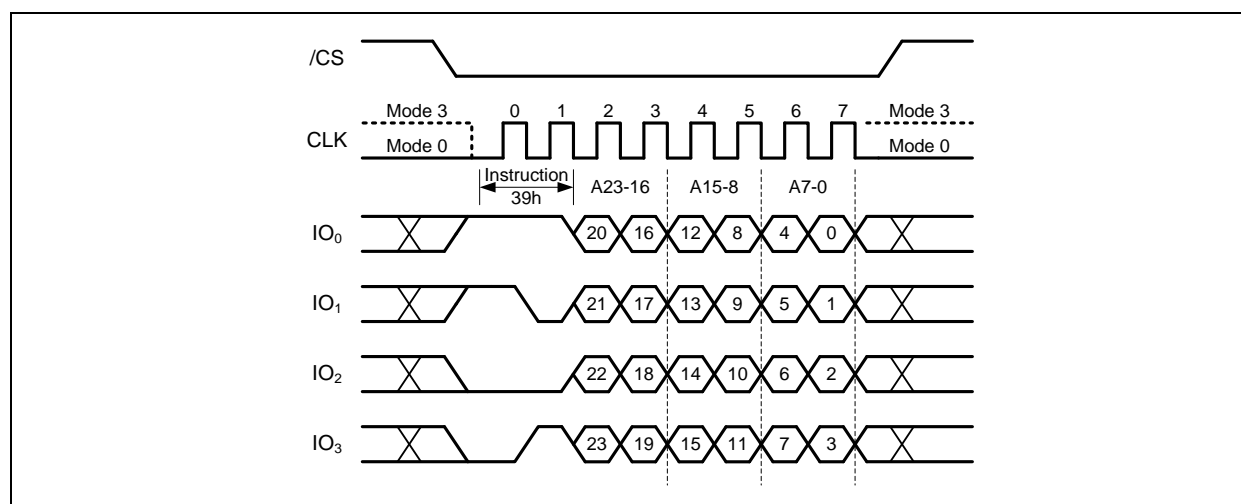 /CS
Mode 3 0 1 2 3 4 5 6 7 Mode 3
CLK
Mode 0 Mode 0
Instruction
39h
A23-16 A15-8 A7-0
IO0 20 16 12 8 4 0
IO1 21 17 13 9 5 1
IO2 22 18 14 10 6 2
IO3 23 19 15 11 7 3